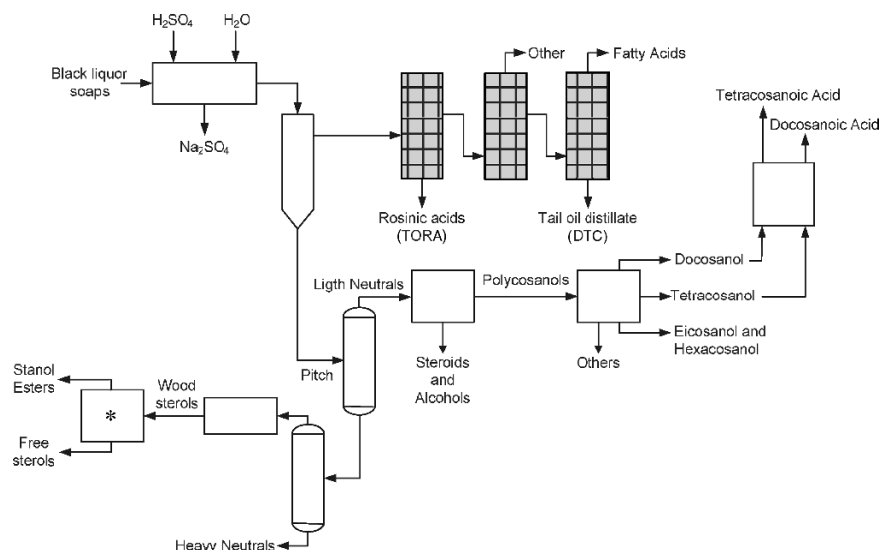 H₂SO₄
H₂O
Black liquor
soaps
Na₂SO₄
Other
Fatty Acids
Rosinic acids
(TORA)
Tail oil distillate
(DTC)
Tetracosanoic Acid
Docosanoic Acid
Ligth Neutrals
Polycosanols
Docosanol
Tetracosanol
Eicosanol and
Hexacosanol
Steroids
and
Alcohols
Others
Pitch
Stanol
Esters
Wood
sterols
*
Free
sterols
Heavy Neutrals